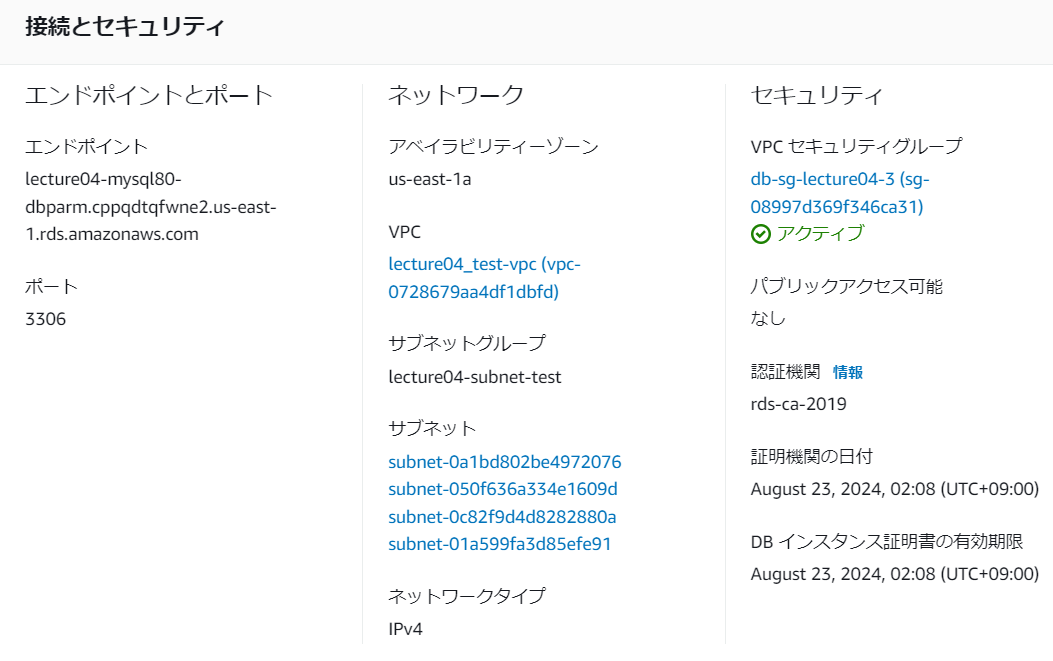 接続とセキュリティ
エンドポイントとポート
エンドポイント
lecture04-mysql80-
dbparm.cppqdtqfwne2.us-east-
1.rds.amazonaws.com
ポート
3306
ネットワーク
アベイラビリティーゾーン
us-east-1a
VPC
lecture04_test-vpc (vpc-
0728679aa4df1dbfd)
サブネットグループ
lecture04-subnet-test
サブネット
subnet-0a1bd802be4972076
subnet-050f636a334e1609d
subnet-0c82f9d4d8282880a
subnet-01a599fa3d85efe91
ネットワークタイプ
IPv4
セキュリティ
VPC セキュリティグループ
db-sg-lecture04-3 (sg-
08997d369f346ca31)
アクティブ
パブリックアクセス可能
なし
認証機関 情報
rds-ca-2019
証明機関の日付
August 23, 2024, 02:08 (UTC+09:00)
DB インスタンス証明書の有効期限
August 23, 2024, 02:08 (UTC+09:00)